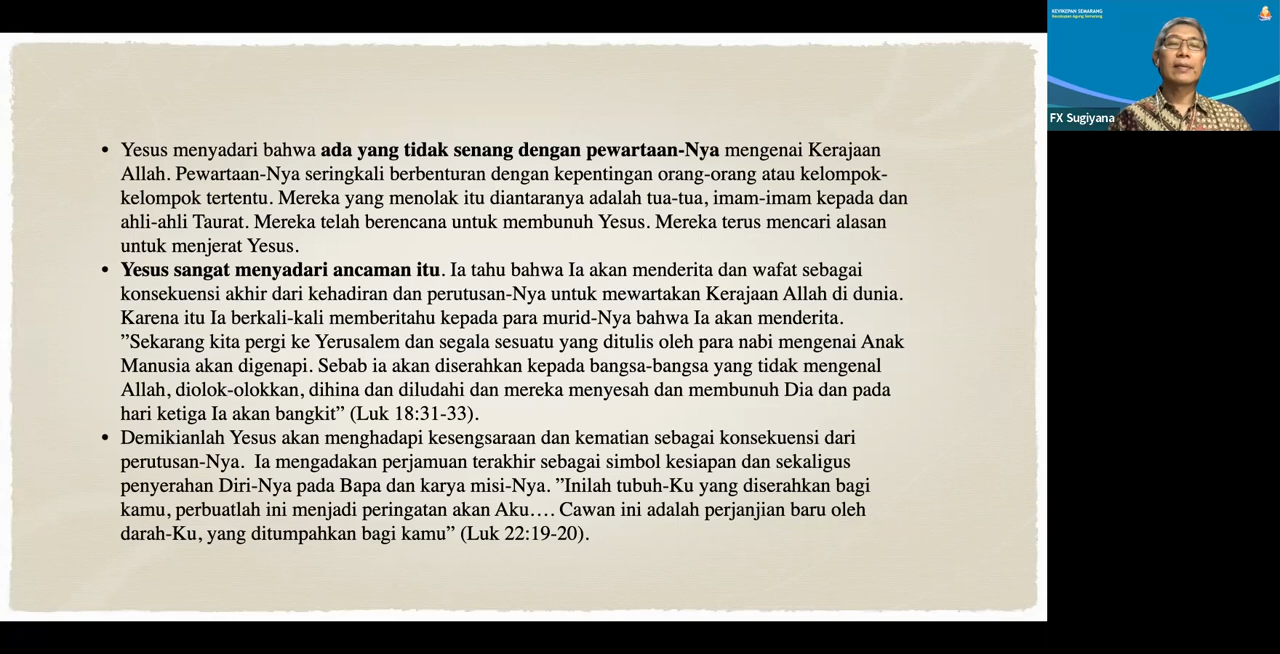 • Yesus menyadari bahwa ada yang tidak senang dengan pewartaan-Nya mengenai Kerajaan
Allah. Pewartaan-Nya seringkali berbenturan dengan kepentingan orang-orang atau kelompok-
kelompok tertentu. Mereka yang menolak itu diantaranya adalah tua-tua, imam-imam kepada dan
ahli-ahli Taurat. Mereka telah berencana untuk membunuh Yesus. Mereka terus mencari alasan
untuk menjerat Yesus.
• Yesus sangat menyadari ancaman itu. Ia tahu bahwa Ia akan menderita dan wafat sebagai
konsekuensi akhir dari kehadiran dan perutusan-Nya untuk mewartakan Kerajaan Allah di dunia.
Karena itu Ia berkali-kali memberitahu kepada para murid-Nya bahwa Ia akan menderita.
”Sekarang kita pergi ke Yerusalem dan segala sesuatu yang ditulis oleh para nabi mengenai Anak
Manusia akan digenapi. Sebab ia akan diserahkan kepada bangsa-bangsa yang tidak mengenal
Allah, diolok-olokkan, dihina dan diludahi dan mereka menyesah dan membunuh Dia dan pada
hari ketiga Ia akan bangkit” (Luk 18:31-33).
• Demikianlah Yesus akan menghadapi kesengsaraan dan kematian sebagai konsekuensi dari
perutusan-Nya.  Ia mengadakan perjamuan terakhir sebagai simbol kesiapan dan sekaligus
penyerahan Diri-Nya pada Bapa dan karya misi-Nya. ”Inilah tubuh-Ku yang diserahkan bagi
kamu, perbuatlah ini menjadi peringatan akan Aku…. Cawan ini adalah perjanjian baru oleh
darah-Ku, yang ditumpahkan bagi kamu” (Luk 22:19-20).
KEVIKEPAN SEMARANG
Keuskupan Agung Semarang
FX Sugiyana